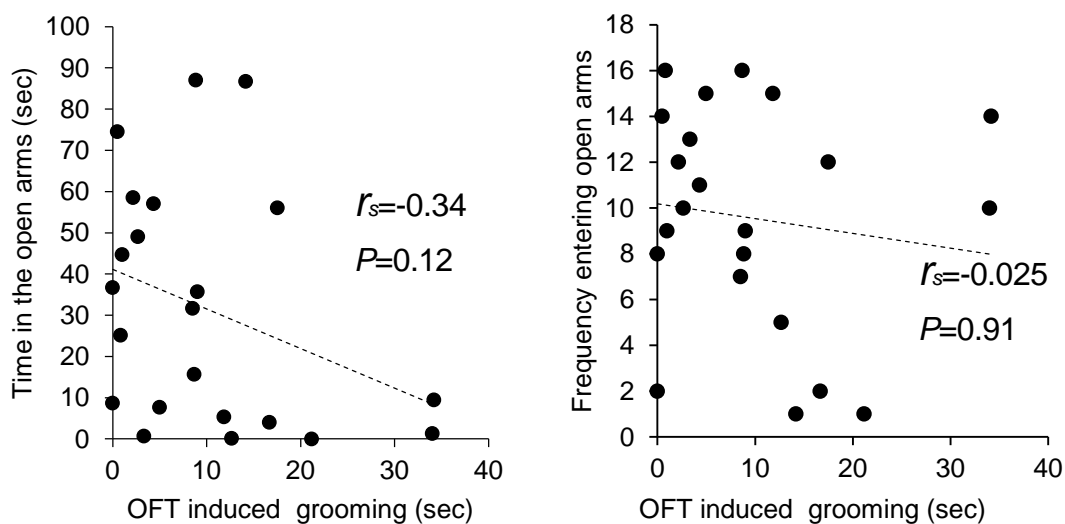 Time in the open arms (sec)
100
90
80
70
60
50
40
30
20
10
0
rs=-0.34
P=0.12
0 10 20 30 40
OFT induced grooming (sec)
Frequency entering open arms
18
16
14
12
10
8
6
4
2
0
rs=-0.025
P=0.91
0 10 20 30 40
OFT induced grooming (sec)